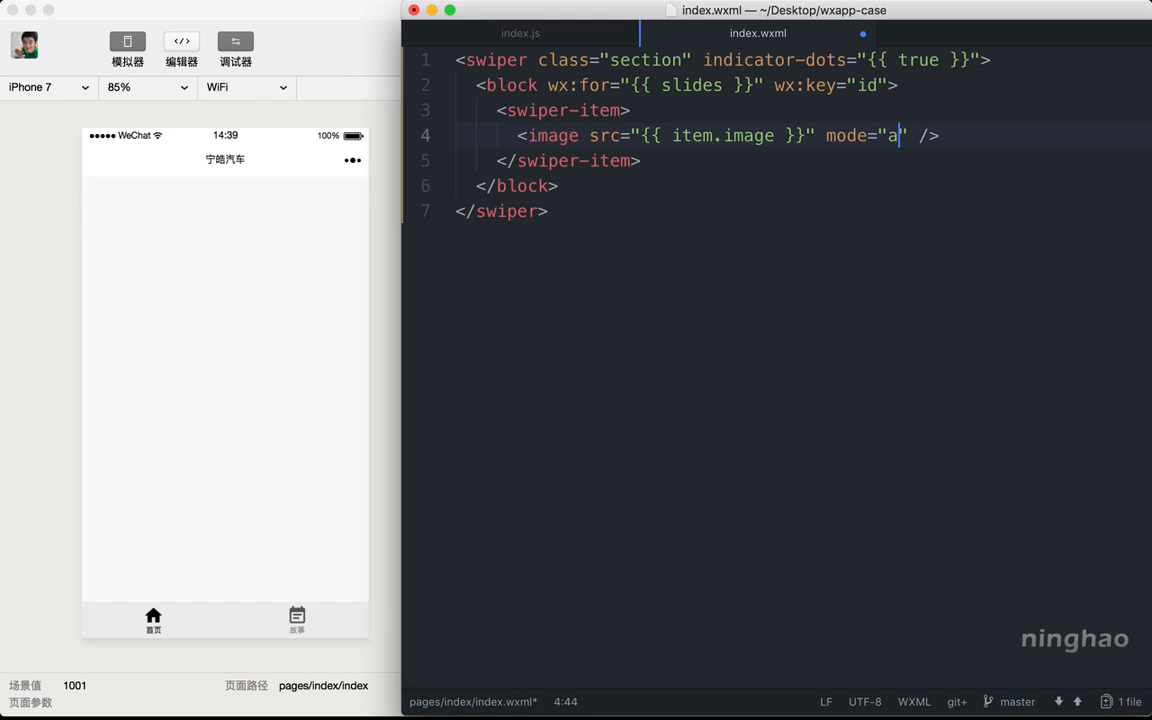 index.wxml — ~/Desktop/wxapp-case
index.js
index.wxml
模拟器
编辑器
调试器
iPhone 7
85%
WiFi
WeChat
14:39
100%
宁皓汽车
首页
故事
场景值
1001
页面路径
pages/index/index
页面参数
1 <swiper class="section" indicator-dots="{{ true }}">
2 <block wx:for="{{ slides }}" wx:key="id">
3 <swiper-item>
4 <image src="{{ item.image }}" mode="a" />
5 </swiper-item>
6 </block>
7 </swiper>
ninghao
pages/index/index.wxml* 4:44
LF UTF-8 WXML git+ master 1 file